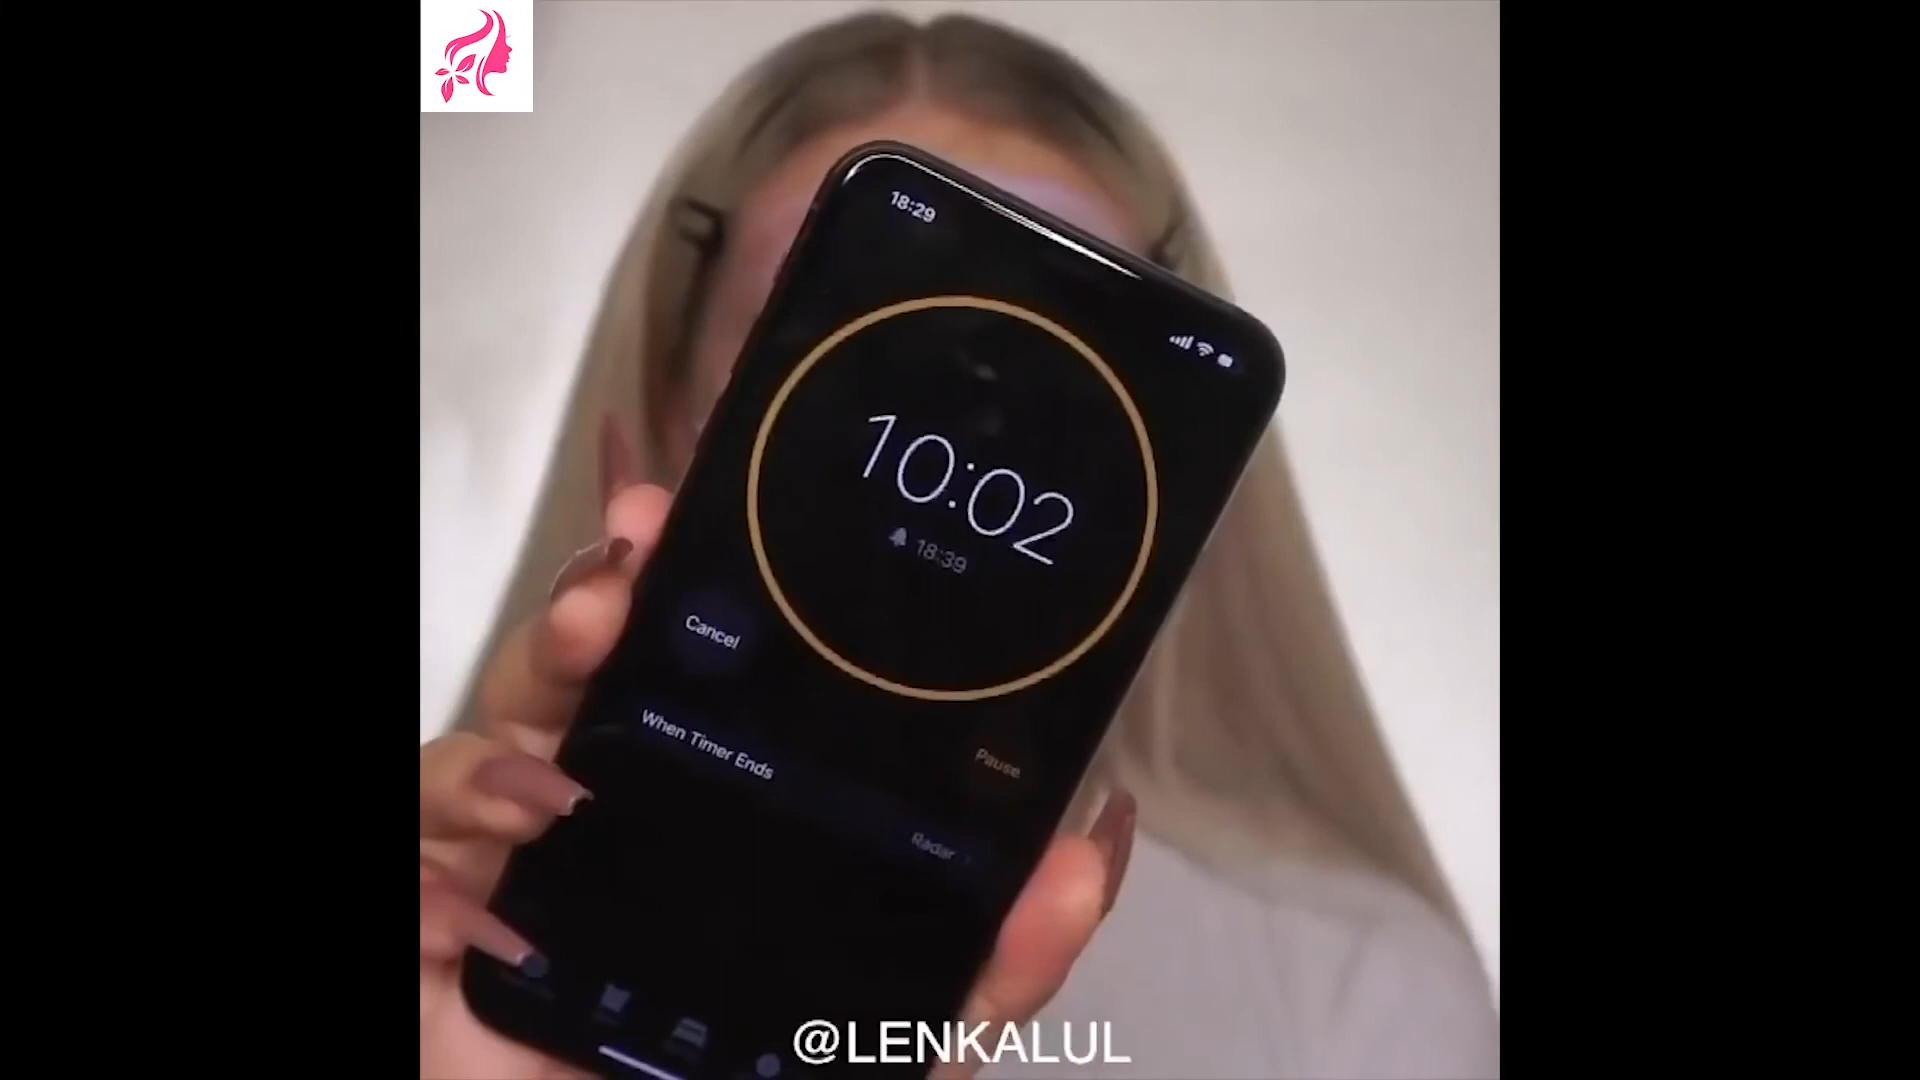 18:29
10:02
18:39
Cancel
Pause
When Timer Ends
Radar
@LENKALUL